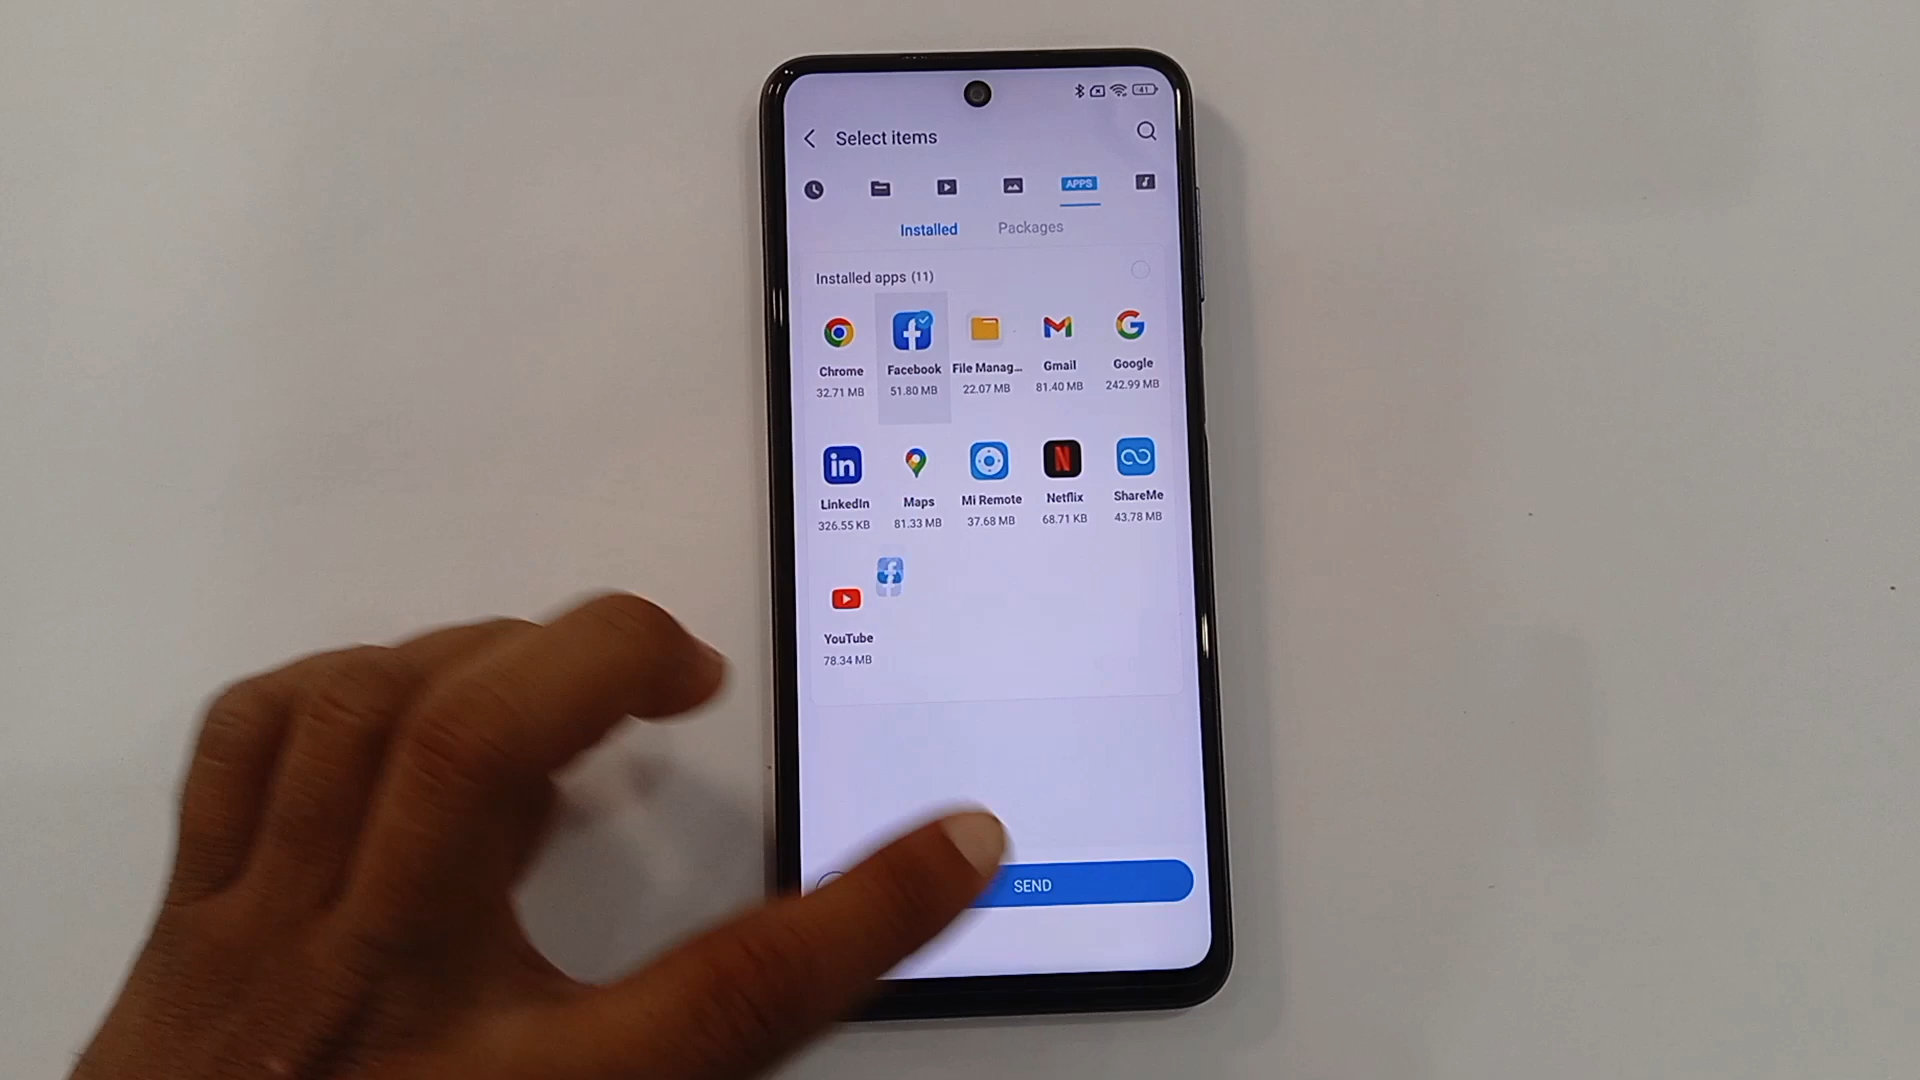 41
Select items
APPS
Installed Packages
Installed apps (11)
Chrome Facebook File Manag... Gmail Google
32.71 MB 51.80 MB 22.07 MB 81.40 MB 242.99 MB
in N
LinkedIn Maps Mi Remote Netflix ShareMe
326.55 KB 81.33 MB 37.68 MB 68.71 KB 43.78 MB
YouTube
78.34 MB
SEND